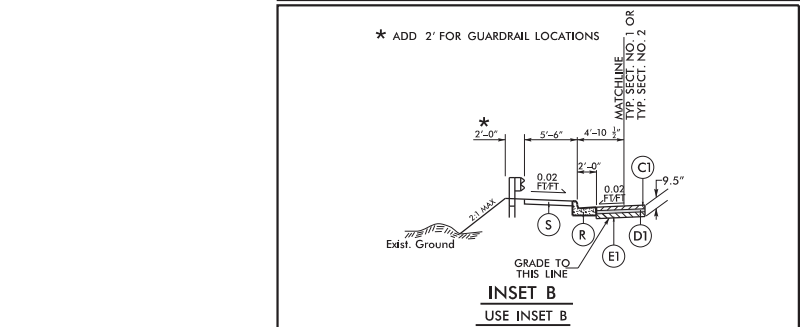 * ADD 2' FOR GUARDRAIL LOCATIONS
MATCHLINE
TYP. SECT. NO. 1 OR
TYP. SECT. NO. 2
*
2'-0"
5'-6"
4'-10 1/2"
2'-0"
C1
9.5"
0.02
FT/FT
0.02
FT/FT
2:1 MAX
S
R
D1
E1
Exist. Ground
GRADE TO
THIS LINE
INSET B
USE INSET B